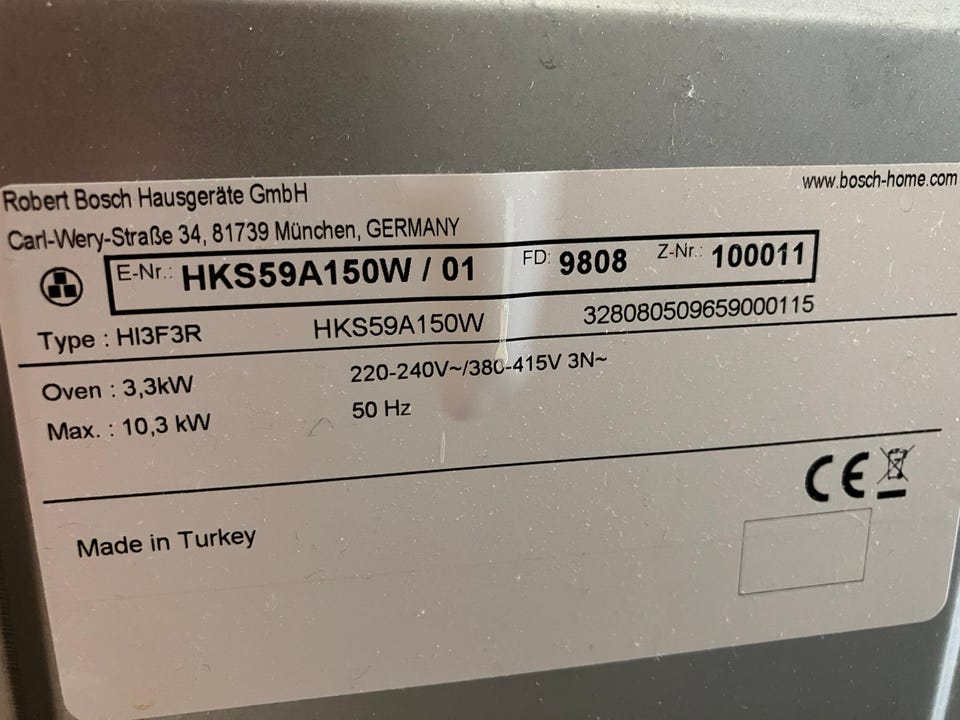 Robert Bosch Hausgeräte GmbH
www.bosch-home.com
Carl-Wery-Straße 34, 81739 München, GERMANY
E-Nr.: HKS59A150W / 01 FD: 9808 Z-Nr.: 100011
Type : HI3F3R HKS59A150W 328080509659000115
Oven : 3,3kW 220-240V~/380-415V 3N~
Max. : 10,3 kW 50 Hz
CE
Made in Turkey